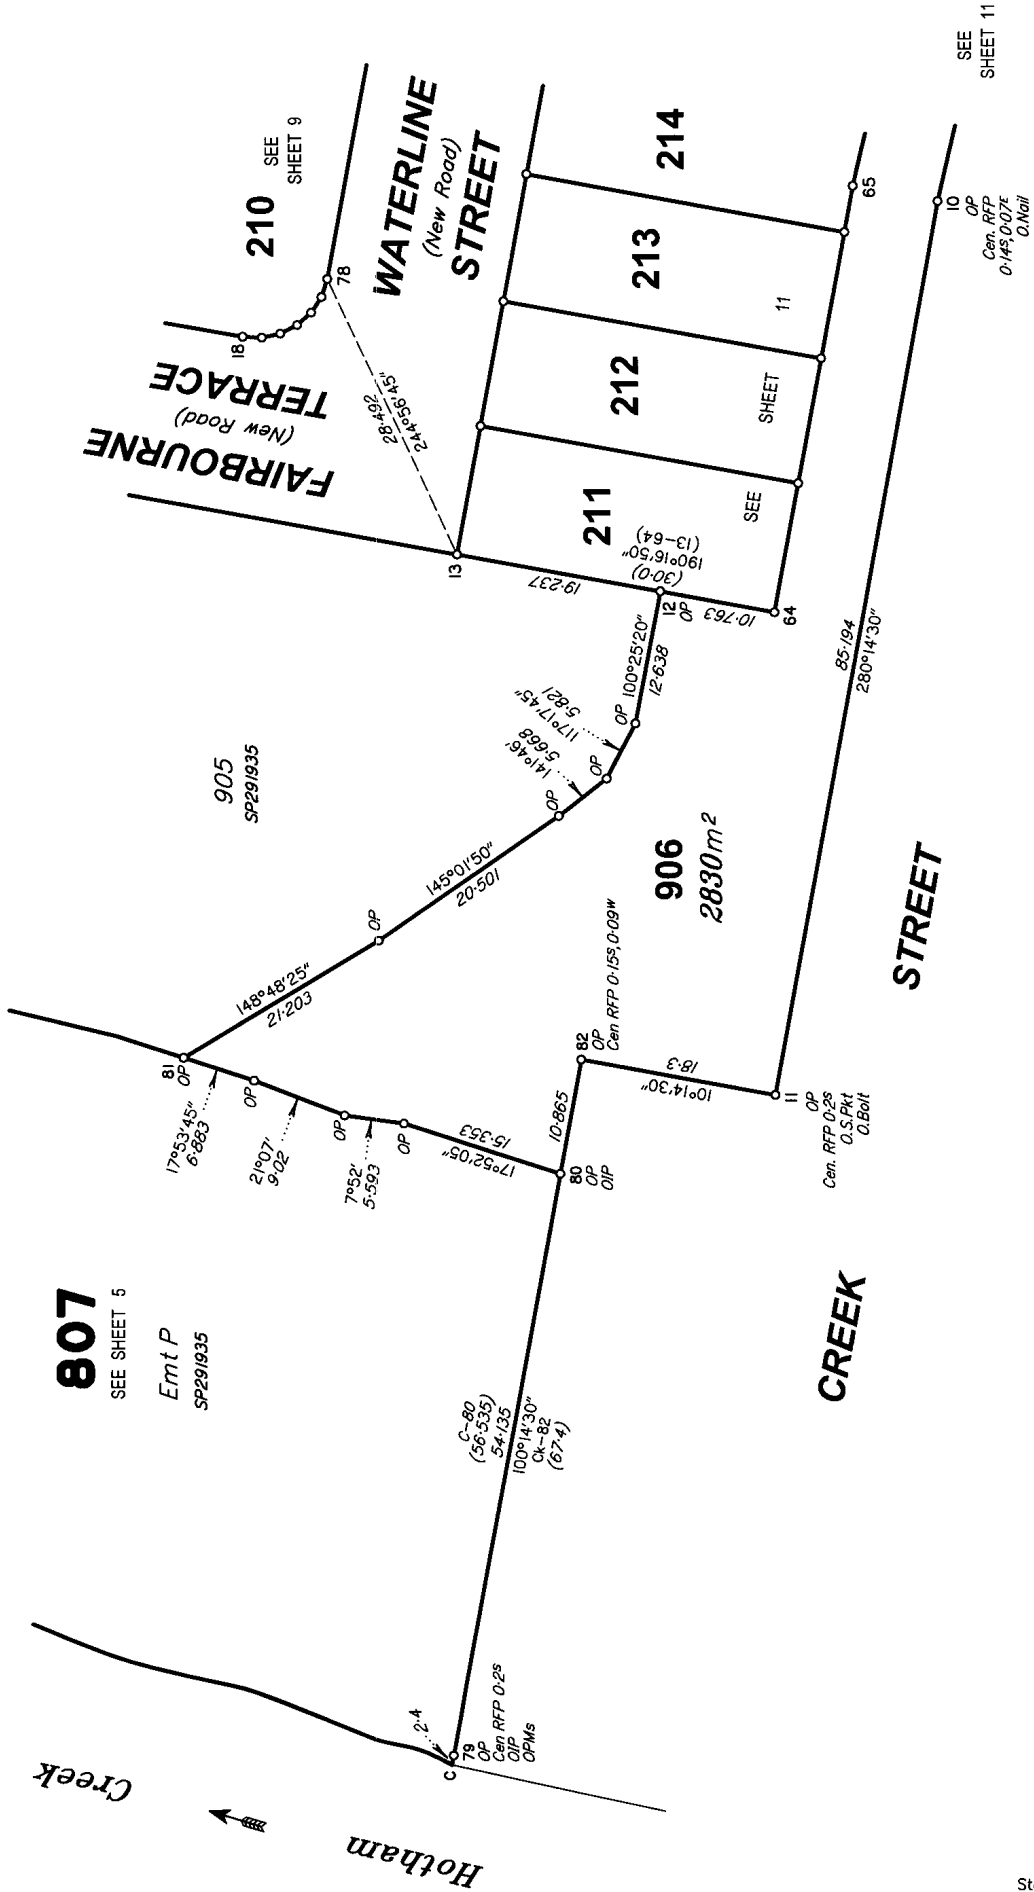 SEE
SHEET 11
210
SEE
SHEET 9
WATERLINE
(New Road)
STREET
78
18
FAIRBOURNE
(New Road)
TERRACE
28·492
244°56'45"
214
213
212
211
11
SHEET
SEE
65
10
OP
Cen. RFP
0·14S, 0·07E
O.Nail
13
19·237
190°16'50"
(30·0)
(13-64)
12
OP
10·763
64
85·194
280°14'30"
100°25'20"
12·638
OP
117°17'45"
5·821
OP
141°46'
5·668
OP
905
SP291935
145°01'50"
20·501
OP
148°48'25"
21·203
906
2830m²
STREET
81
OP
17°53'45"
6·883
OP
21°07'
9·02
OP
7°52'
5·593
OP
17°52'05"
15·353
82
OP
Cen RFP 0·15S, 0·09W
10·865
10°14'30"
18·3
11
OP
Cen. RFP 0·2S
O.S.Pkt
O.Bolt
80
OP
OIP
807
SEE SHEET 5
Emt P
SP291935
CREEK
C-80
(56·535)
54·135
100°14'30"
Ck-82
(67·4)
2·4
C
79
OP
Cen RFP 0·2S
OIP
OPMs
Hotham
Creek
St